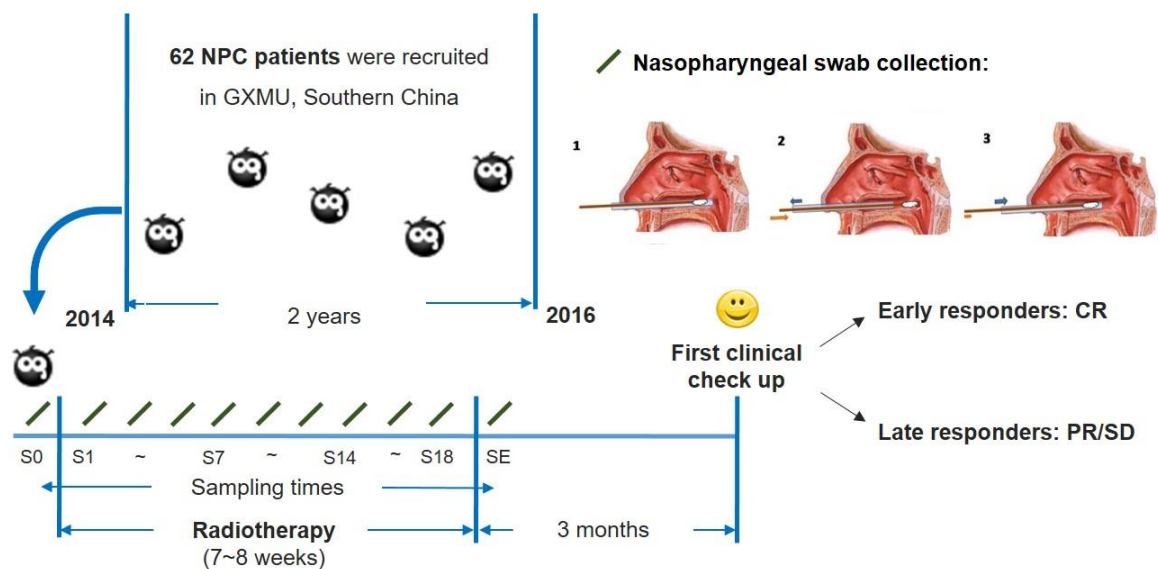 62 NPC patients were recruited
in GXMU, Southern China
Nasopharyngeal swab collection:
1
2
3
2014
2 years
2016
First clinical
check up
Early responders: CR
Late responders: PR/SD
S0 S1 ~ S7 ~ S14 ~ S18 SE
Sampling times
Radiotherapy
(7~8 weeks)
3 months